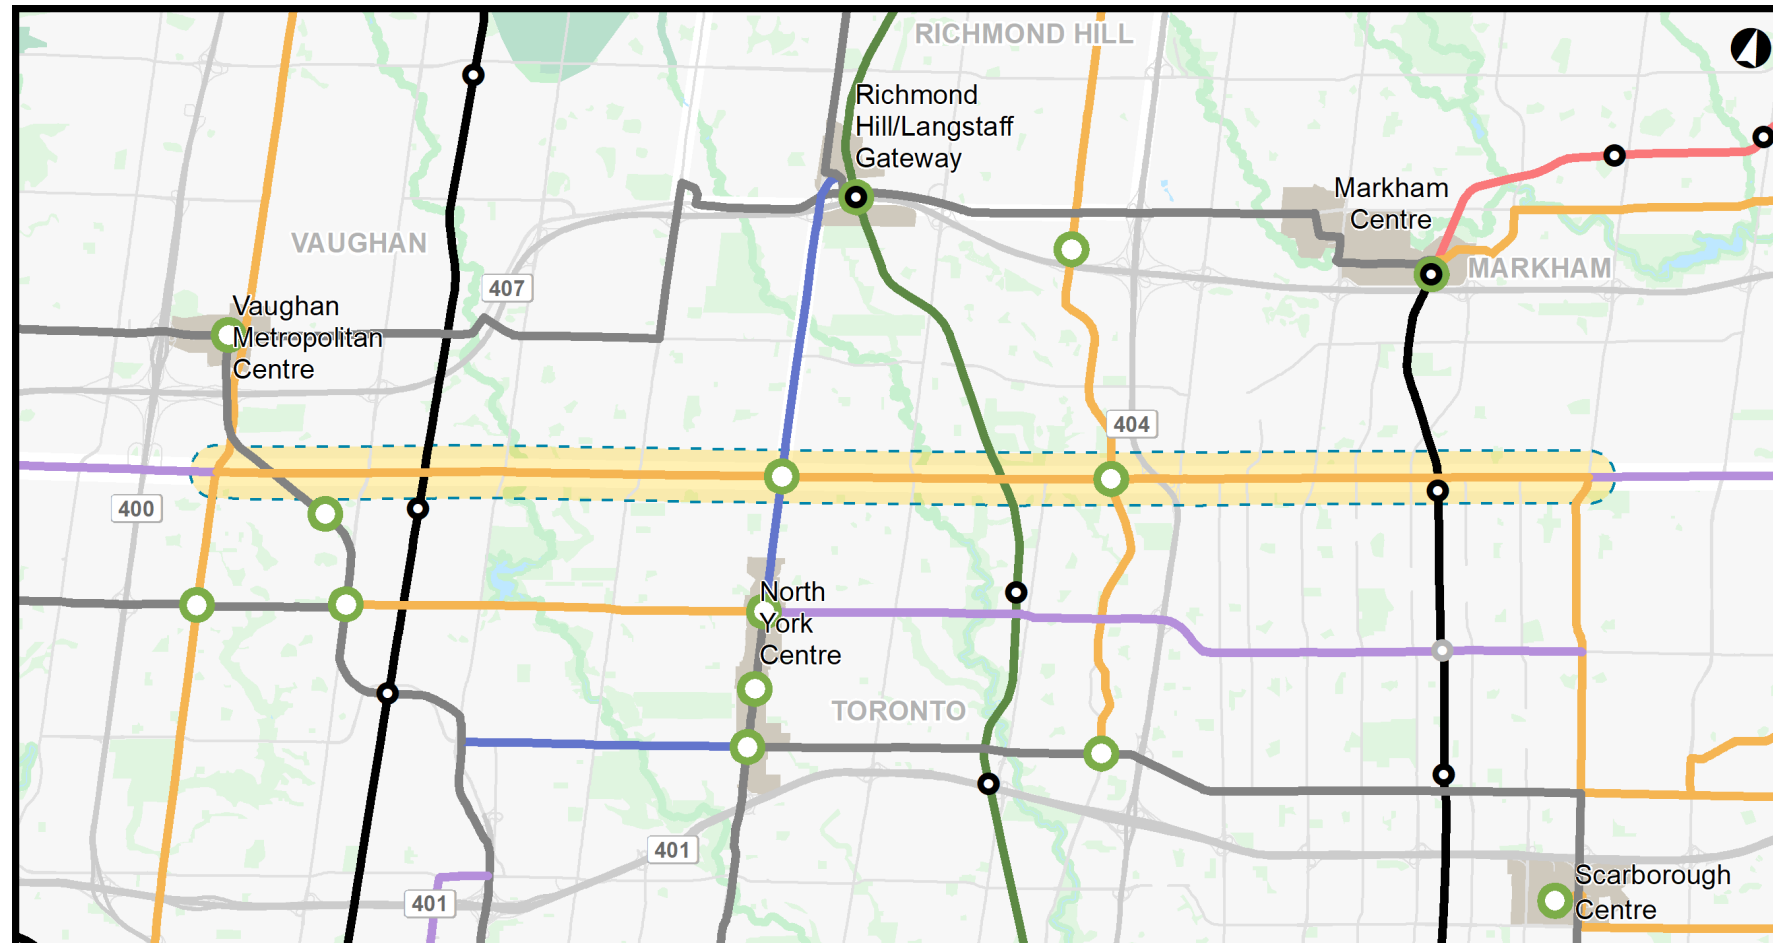 RICHMOND HILL
Richmond
Hill/Langstaff
Gateway
Markham
Centre
VAUGHAN
MARKHAM
407
Vaughan
Metropolitan
Centre
404
400
North
York
Centre
TORONTO
401
Scarborough
Centre
401